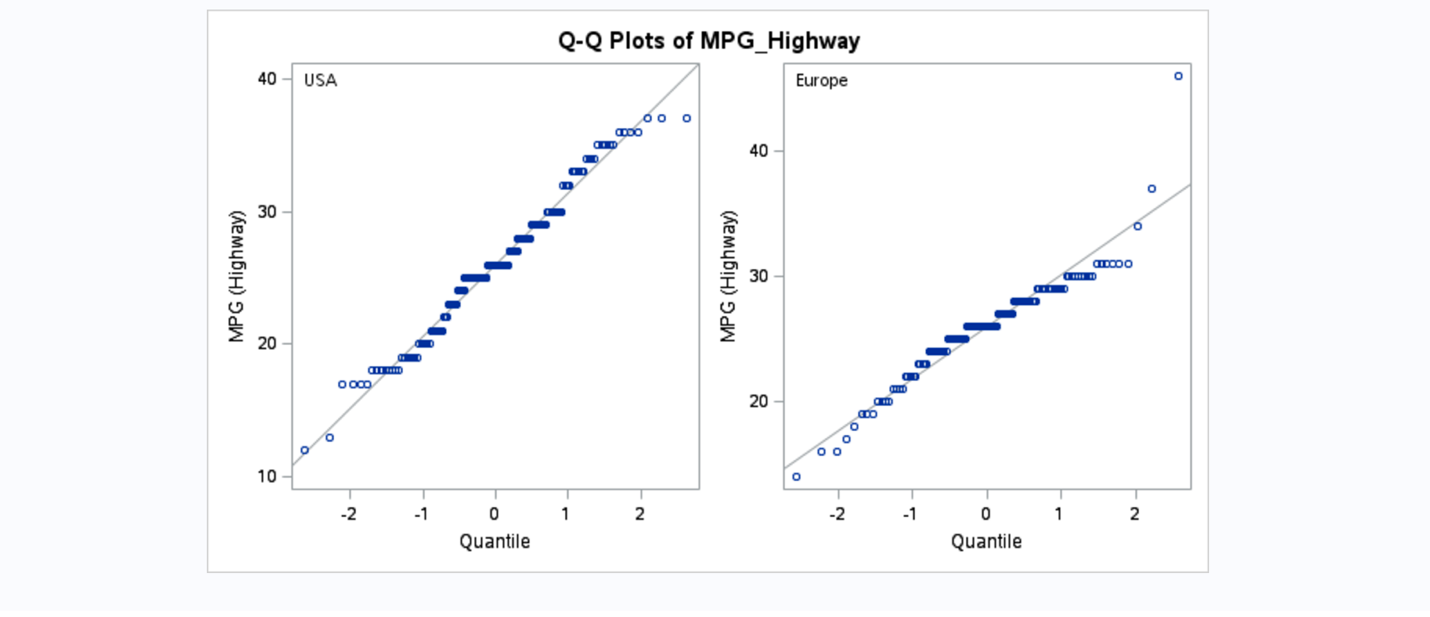 Q-Q Plots of MPG_Highway
USA
MPG (Highway)
40
30
20
10
-2 -1 0 1 2
Quantile
Europe
MPG (Highway)
40
30
20
-2 -1 0 1 2
Quantile